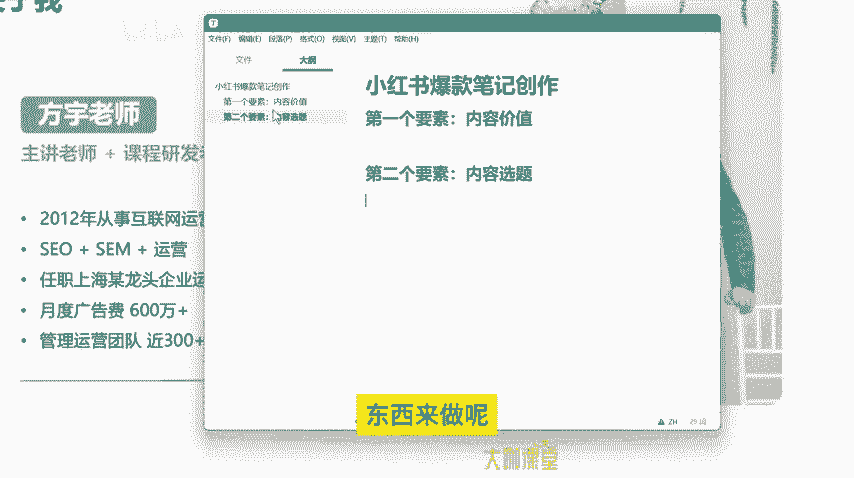 方宇老师
主讲老师 + 课程研发
2012年从事互联网运
SEO + SEM + 运营
任职上海某龙头企业运
月度广告费 600万+
管理运营团队 近300+
文件(F) 编辑(E) 段落(P) 格式(O) 视图(V) 主题(T) 帮助(H)
文件 大纲
小红书爆款笔记创作
第一个要素：内容价值
第二个要素：内容选题
小红书爆款笔记创作
第一个要素：内容价值
第二个要素：内容选题
ZH 29 词
东西来做呢